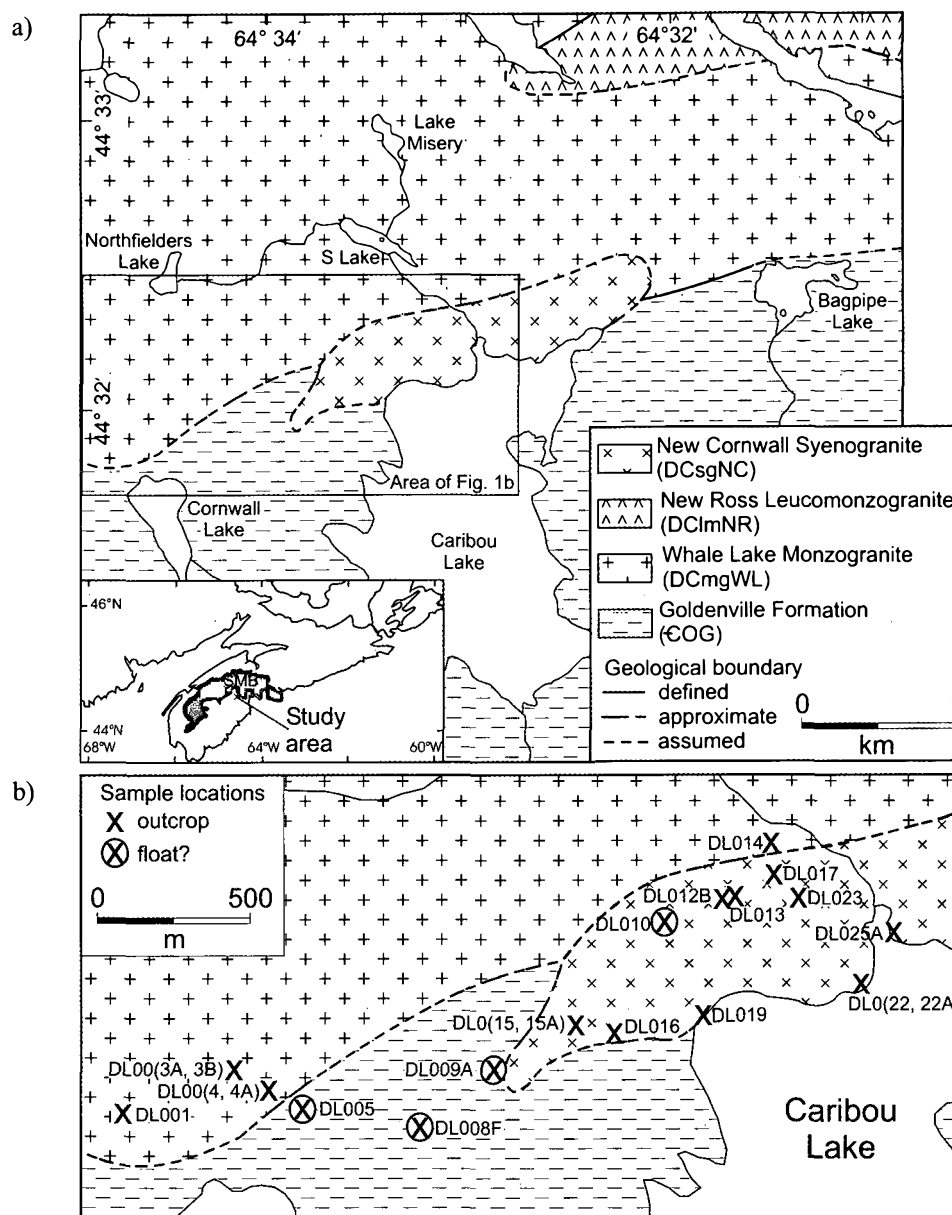 a)
64° 34′
64° 32′
44° 33′
Lake
Misery
Northfielders
Lake
S Lake
Bagpipe
Lake
44° 32′
Area of Fig. 1b
Cornwall
Lake
Caribou
Lake
New Cornwall Syenogranite
(DCsgNC)
New Ross Leucomonzogranite
(DClmNR)
Whale Lake Monzogranite
(DCmgWL)
Goldenville Formation
(ꞒOG)
Geological boundary
defined
approximate
assumed
0
km
46°N
SMB
Study
area
44°N
68°W
64°W
60°W
b)
Sample locations
X outcrop
X float?
0 500
m
DL014
DL017
DL012B
DL013
DL023
DL010
DL025A
DL0(22, 22A)
DL0(15, 15A)
DL016
DL019
DL009A
DL00(3A, 3B)
DL00(4, 4A)
DL001
DL005
DL008F
Caribou
Lake